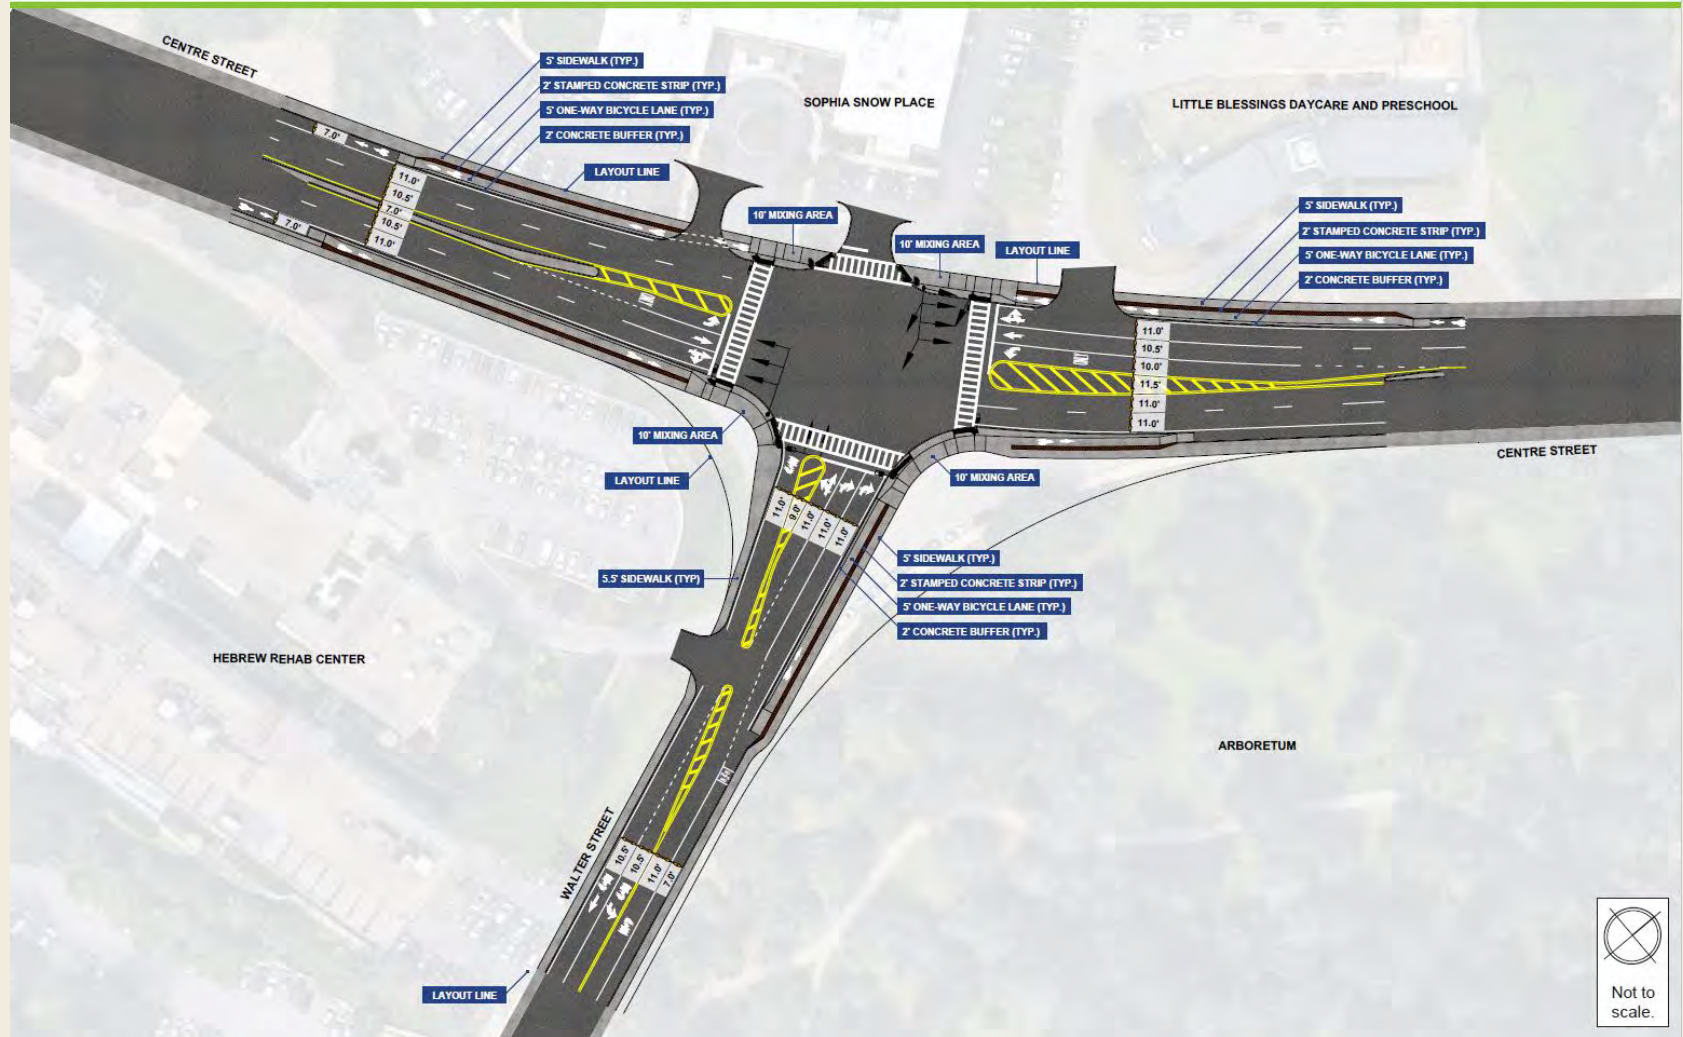 CENTRE STREET
5' SIDEWALK (TYP.)
2' STAMPED CONCRETE STRIP (TYP.)
5' ONE-WAY BICYCLE LANE (TYP.)
2' CONCRETE BUFFER (TYP.)
LAYOUT LINE
SOPHIA SNOW PLACE
LITTLE BLESSINGS DAYCARE AND PRESCHOOL
7.0'
11.0'
10.5'
7.0'
10.5'
11.0'
7.0'
10' MIXING AREA
10' MIXING AREA
LAYOUT LINE
5' SIDEWALK (TYP.)
2' STAMPED CONCRETE STRIP (TYP.)
5' ONE-WAY BICYCLE LANE (TYP.)
2' CONCRETE BUFFER (TYP.)
ONLY
ONLY
11.0'
10.5'
10.0'
11.5'
11.0'
11.0'
10' MIXING AREA
LAYOUT LINE
10' MIXING AREA
CENTRE STREET
11.0'
9.0'
11.0'
11.0'
11.0'
5.5' SIDEWALK (TYP)
5' SIDEWALK (TYP.)
2' STAMPED CONCRETE STRIP (TYP.)
5' ONE-WAY BICYCLE LANE (TYP.)
2' CONCRETE BUFFER (TYP.)
HEBREW REHAB CENTER
ARBORETUM
WALTER STREET
10.5'
10.5'
11.0'
7.0'
LAYOUT LINE
Not to
scale.